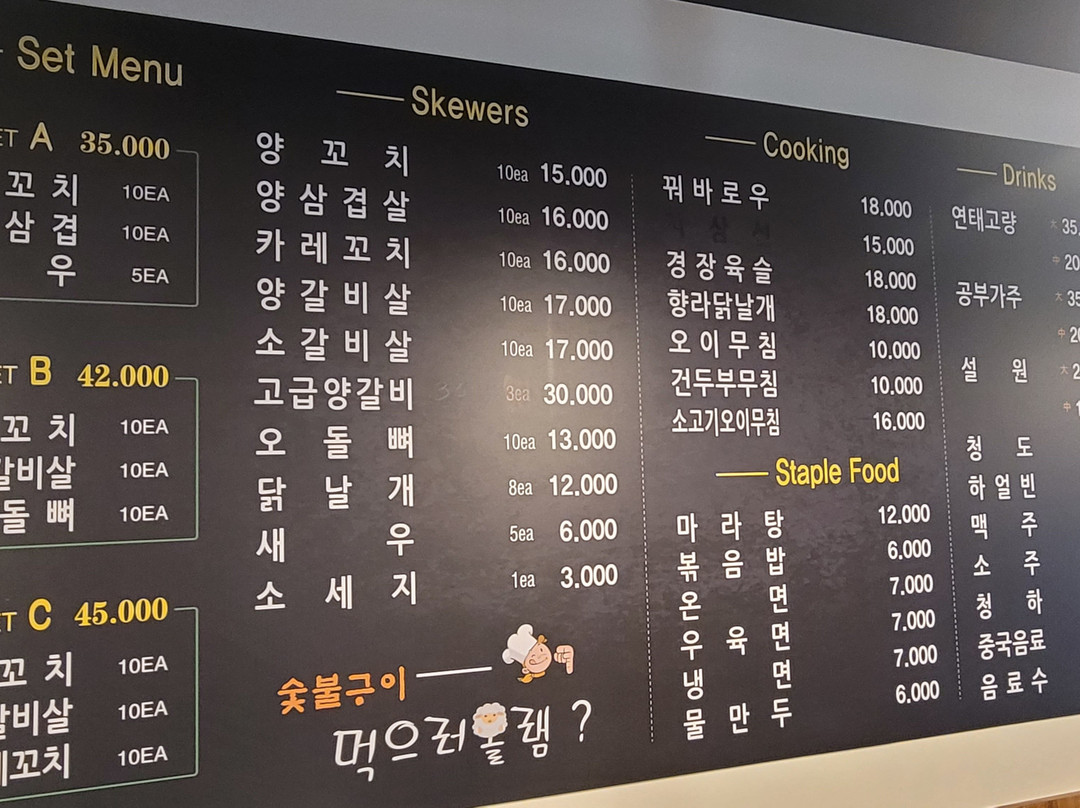 Set Menu
A 35.000
꼬 치 10EA
삼 겹 10EA
우 5EA
B 42.000
꼬 치 10EA
갈비살 10EA
돌 뼈 10EA
C 45.000
꼬 치 10EA
갈비살 10EA
꼬치 10EA
Skewers
양 꼬 치 10ea 15.000
양 삼 겹 살 10ea 16.000
카 레 꼬 치 10ea 16.000
양 갈 비 살 10ea 17.000
소 갈 비 살 10ea 17.000
고급양갈비 3ea 30,000
오 돌 뼈 10ea 13.000
닭 날 개 8ea 12.000
새 우 5ea 6.000
소 세 지 1ea 3.000
숯불구이
먹으러 올램 ?
Cooking
꿔 바 로 우 18.000
15.000
경 장 육 슬 18.000
향라닭날개 18.000
오 이 무 침 10.000
건두부무침 10,000
소고기오이무침 16.000
Staple Food
마 라 탕 12.000
볶 음 밥 6.000
온 면 7.000
우 육 면 7.000
냉 면 7.000
물 만 두 6.000
Drinks
연태고량 大 35
中 20
공부가주 大 35
中
설 원 大
中
청 도
하 얼 빈
맥 주
소 주
청 하
중국음료
음 료 수